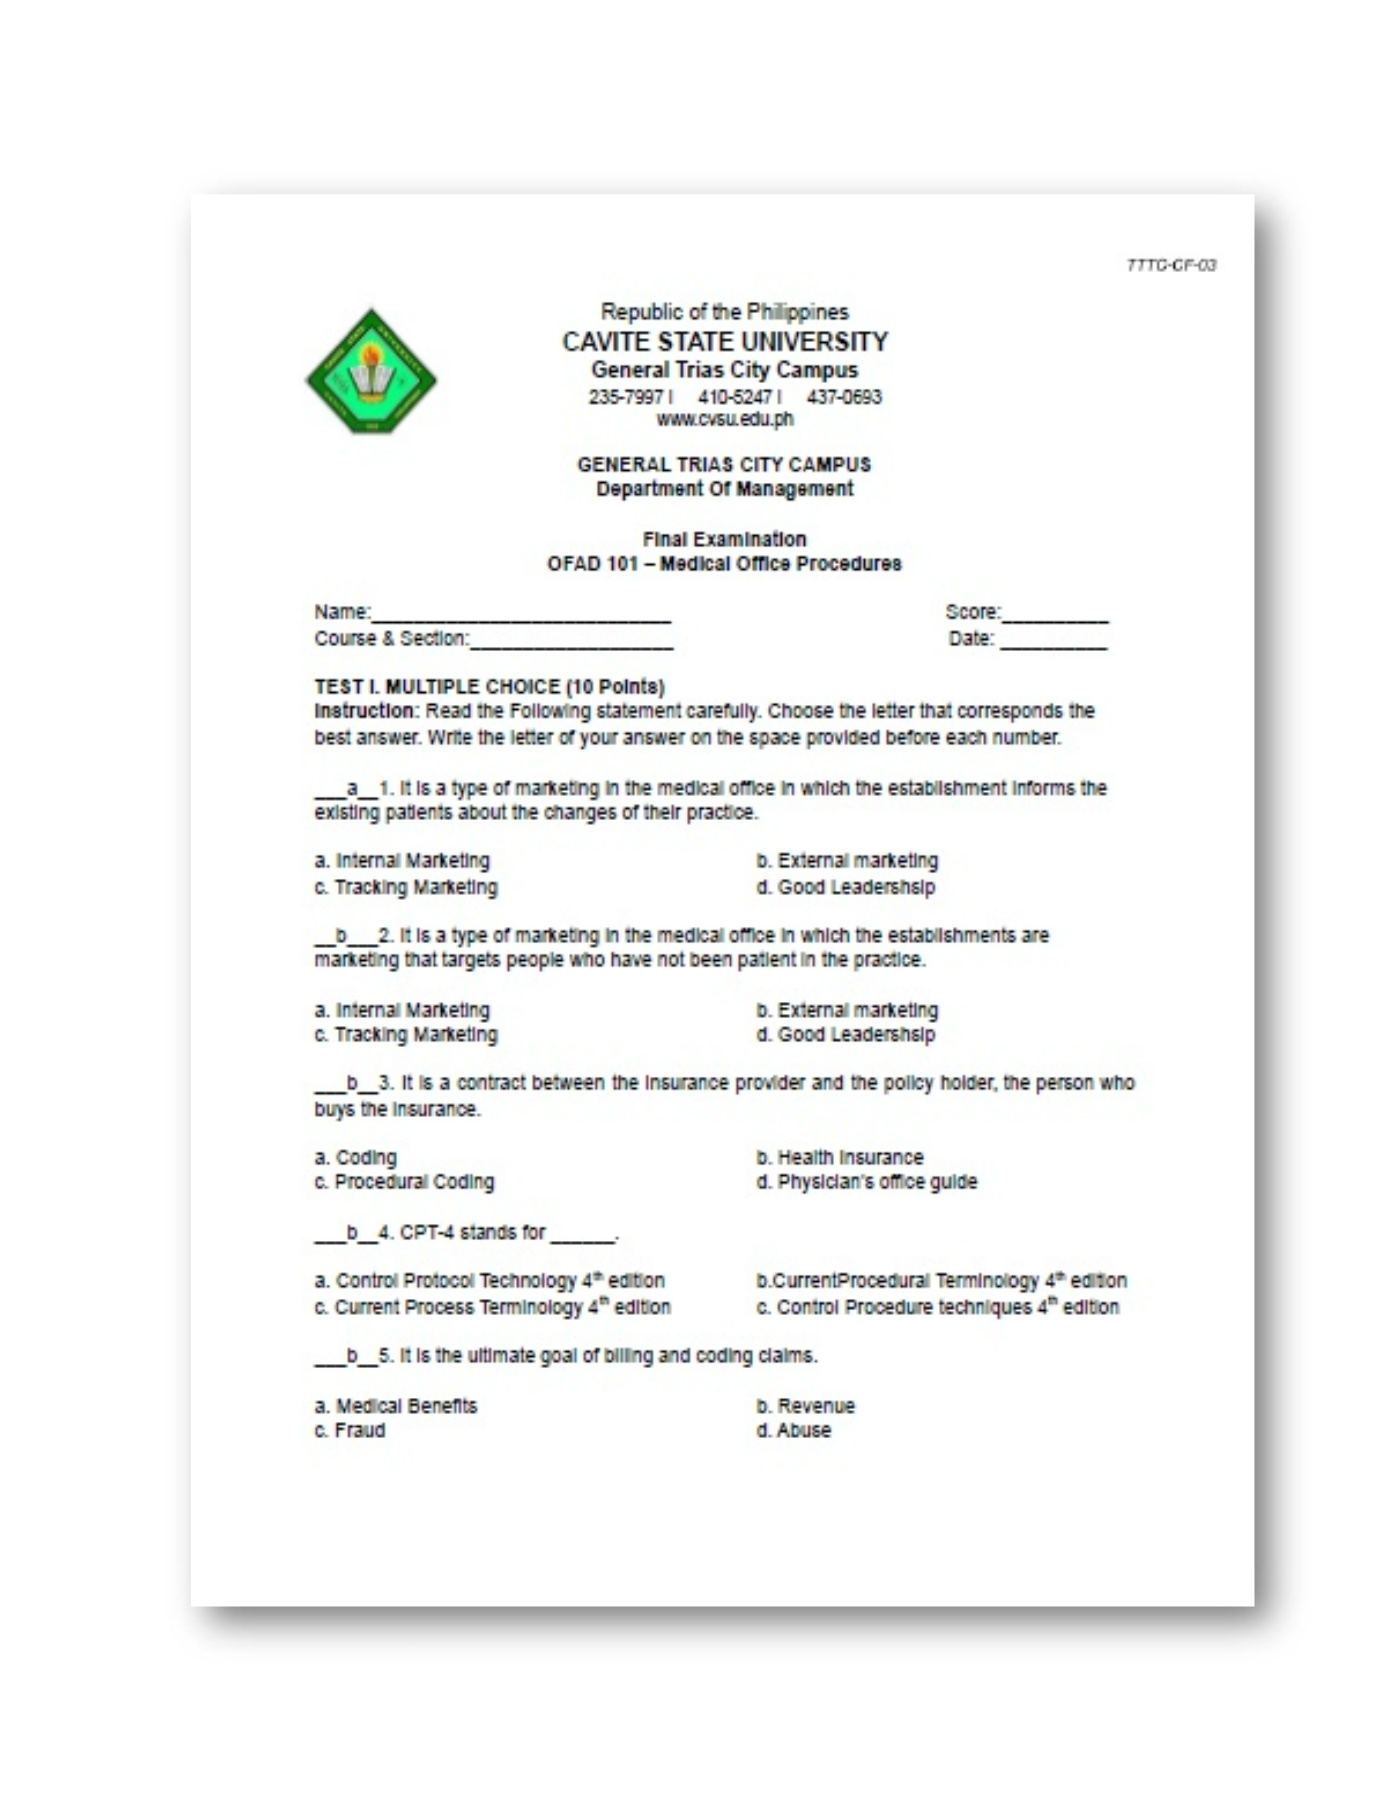 TTTG-GF-03
Republic of the Philippines
CAVITE STATE UNIVERSITY
General Trias City Campus
235-7997 I 410-5247 I 437-0693
www.cvsu.edu.ph
GENERAL TRIAS CITY CAMPUS
Department Of Management
Final Examination
OFAD 101 – Medical Office Procedures
Name:____________________________ Score:__________
Course & Section:___________________ Date: __________
TEST I. MULTIPLE CHOICE (10 Points)
Instruction: Read the Following statement carefully. Choose the letter that corresponds the
best answer. Write the letter of your answer on the space provided before each number.
___a__1. It is a type of marketing in the medical office in which the establishment informs the
existing patients about the changes of their practice.
a. Internal Marketing b. External marketing
c. Tracking Marketing d. Good Leadershsip
__b___2. It is a type of marketing in the medical office in which the establishments are
marketing that targets people who have not been patient in the practice.
a. Internal Marketing b. External marketing
c. Tracking Marketing d. Good Leadershsip
___b__3. It is a contract between the insurance provider and the policy holder, the person who
buys the insurance.
a. Coding b. Health Insurance
c. Procedural Coding d. Physician's office guide
___b__4. CPT-4 stands for ______.
a. Control Protocol Technology 4th edition b.CurrentProcedural Terminology 4th edition
c. Current Process Terminology 4th edition c. Control Procedure techniques 4th edition
___b__5. It is the ultimate goal of billing and coding claims.
a. Medical Benefits b. Revenue
c. Fraud d. Abuse